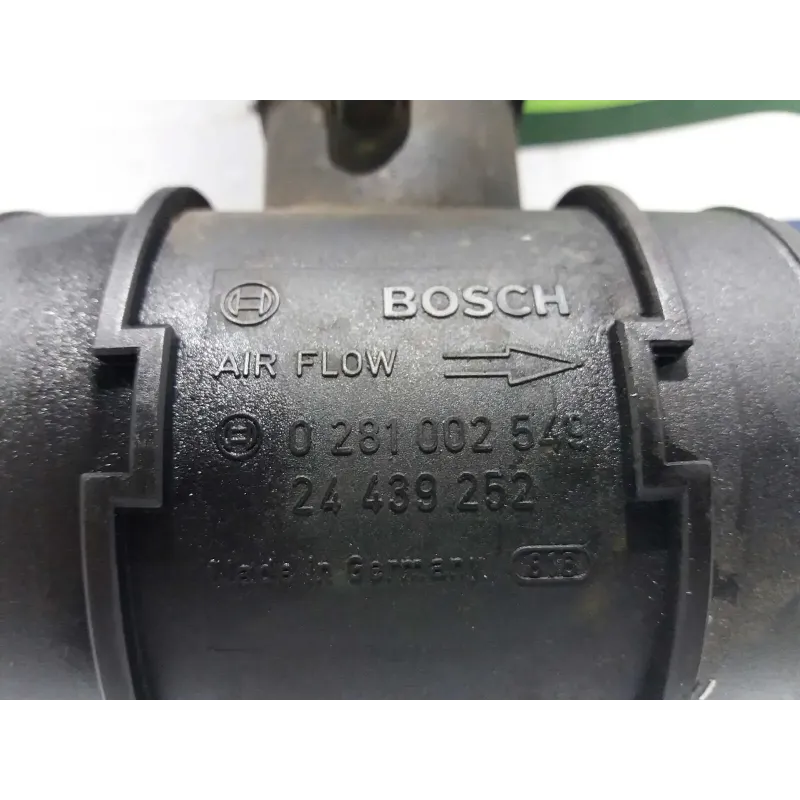 BOSCH
AIR FLOW
0 281 002 549
24 439 252
Made in Germany